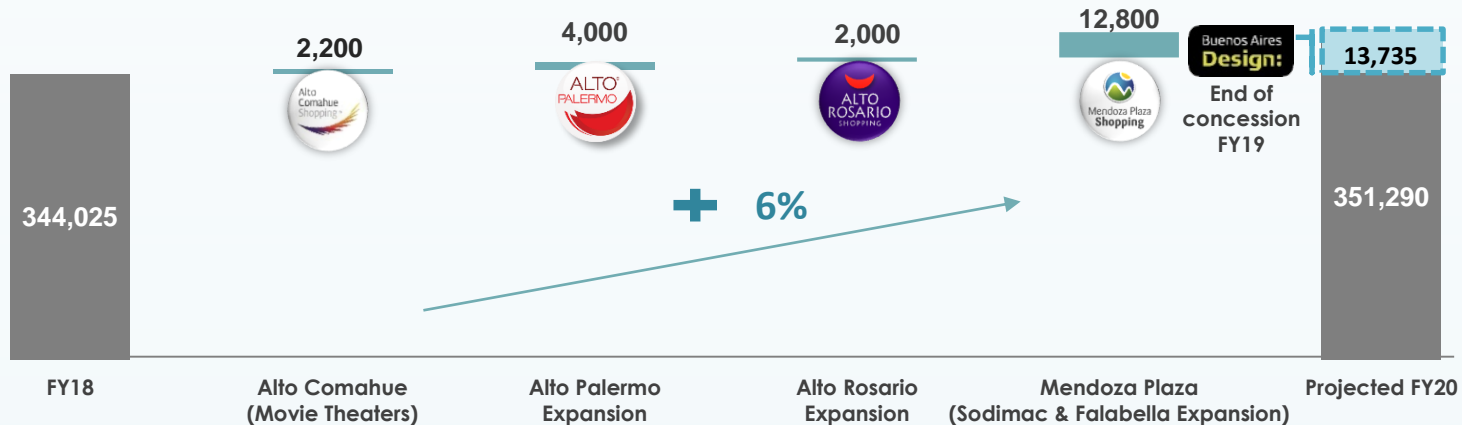 2,200
4,000
2,000
12,800
Buenos Aires
Design:
13,735
Alto
Comahue
Shopping
ALTO
PALERMO
ALTO
ROSARIO
SHOPPING
Mendoza Plaza
Shopping
End of
concession
FY19
344,025
+ 6%
351,290
FY18
Alto Comahue
(Movie Theaters)
Alto Palermo
Expansion
Alto Rosario
Expansion
Mendoza Plaza
(Sodimac & Falabella Expansion)
Projected FY20